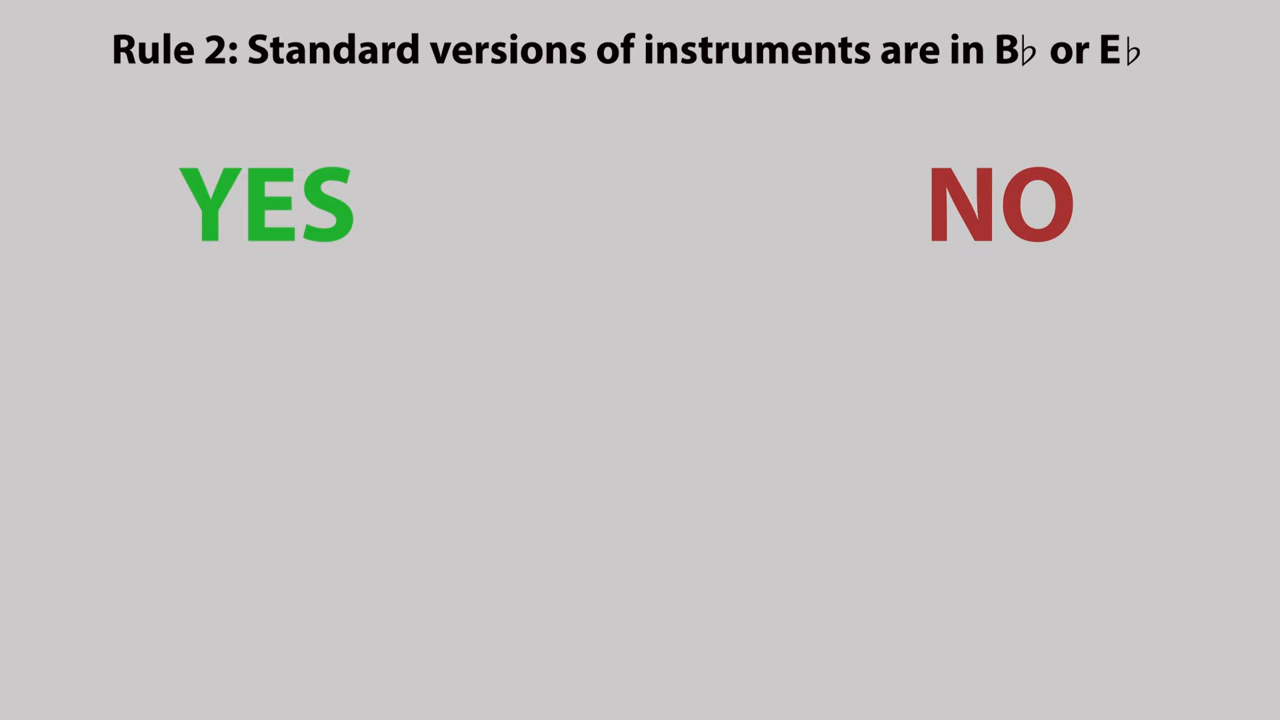 Rule 2: Standard versions of instruments are in B♭ or E♭
YES
NO